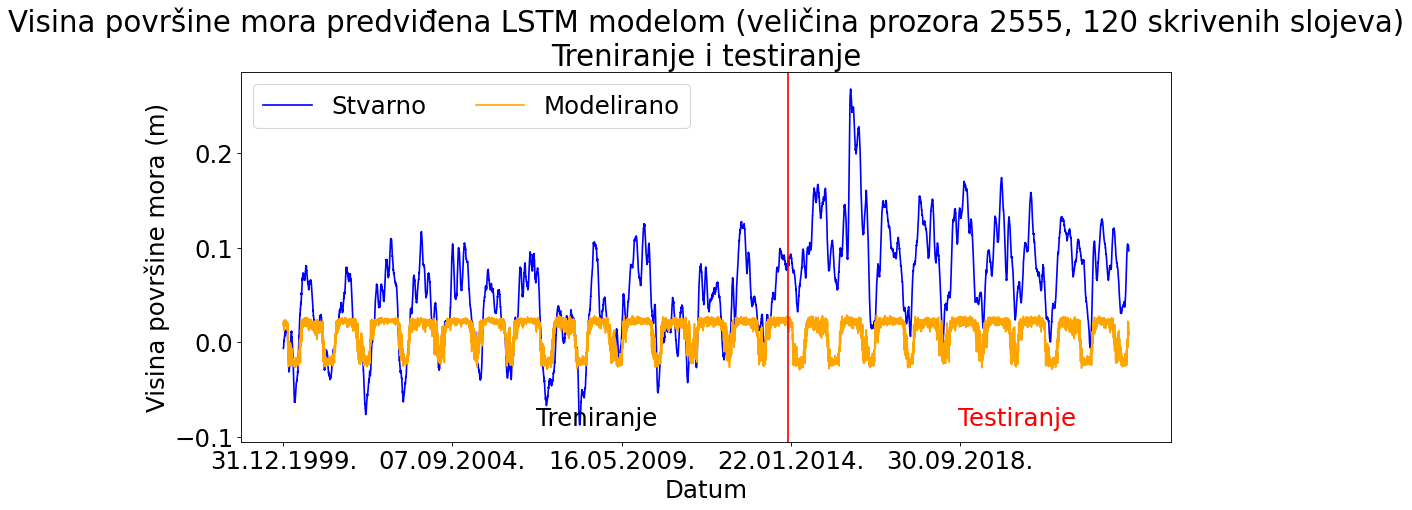 Visina površine mora predviđena LSTM modelom (veličina prozora 2555, 120 skrivenih slojeva)
Treniranje i testiranje
Stvarno Modelirano
Visina površine mora (m)
0.2
0.1
0.0
−0.1
Treniranje Testiranje
31.12.1999. 07.09.2004. 16.05.2009. 22.01.2014. 30.09.2018.
Datum